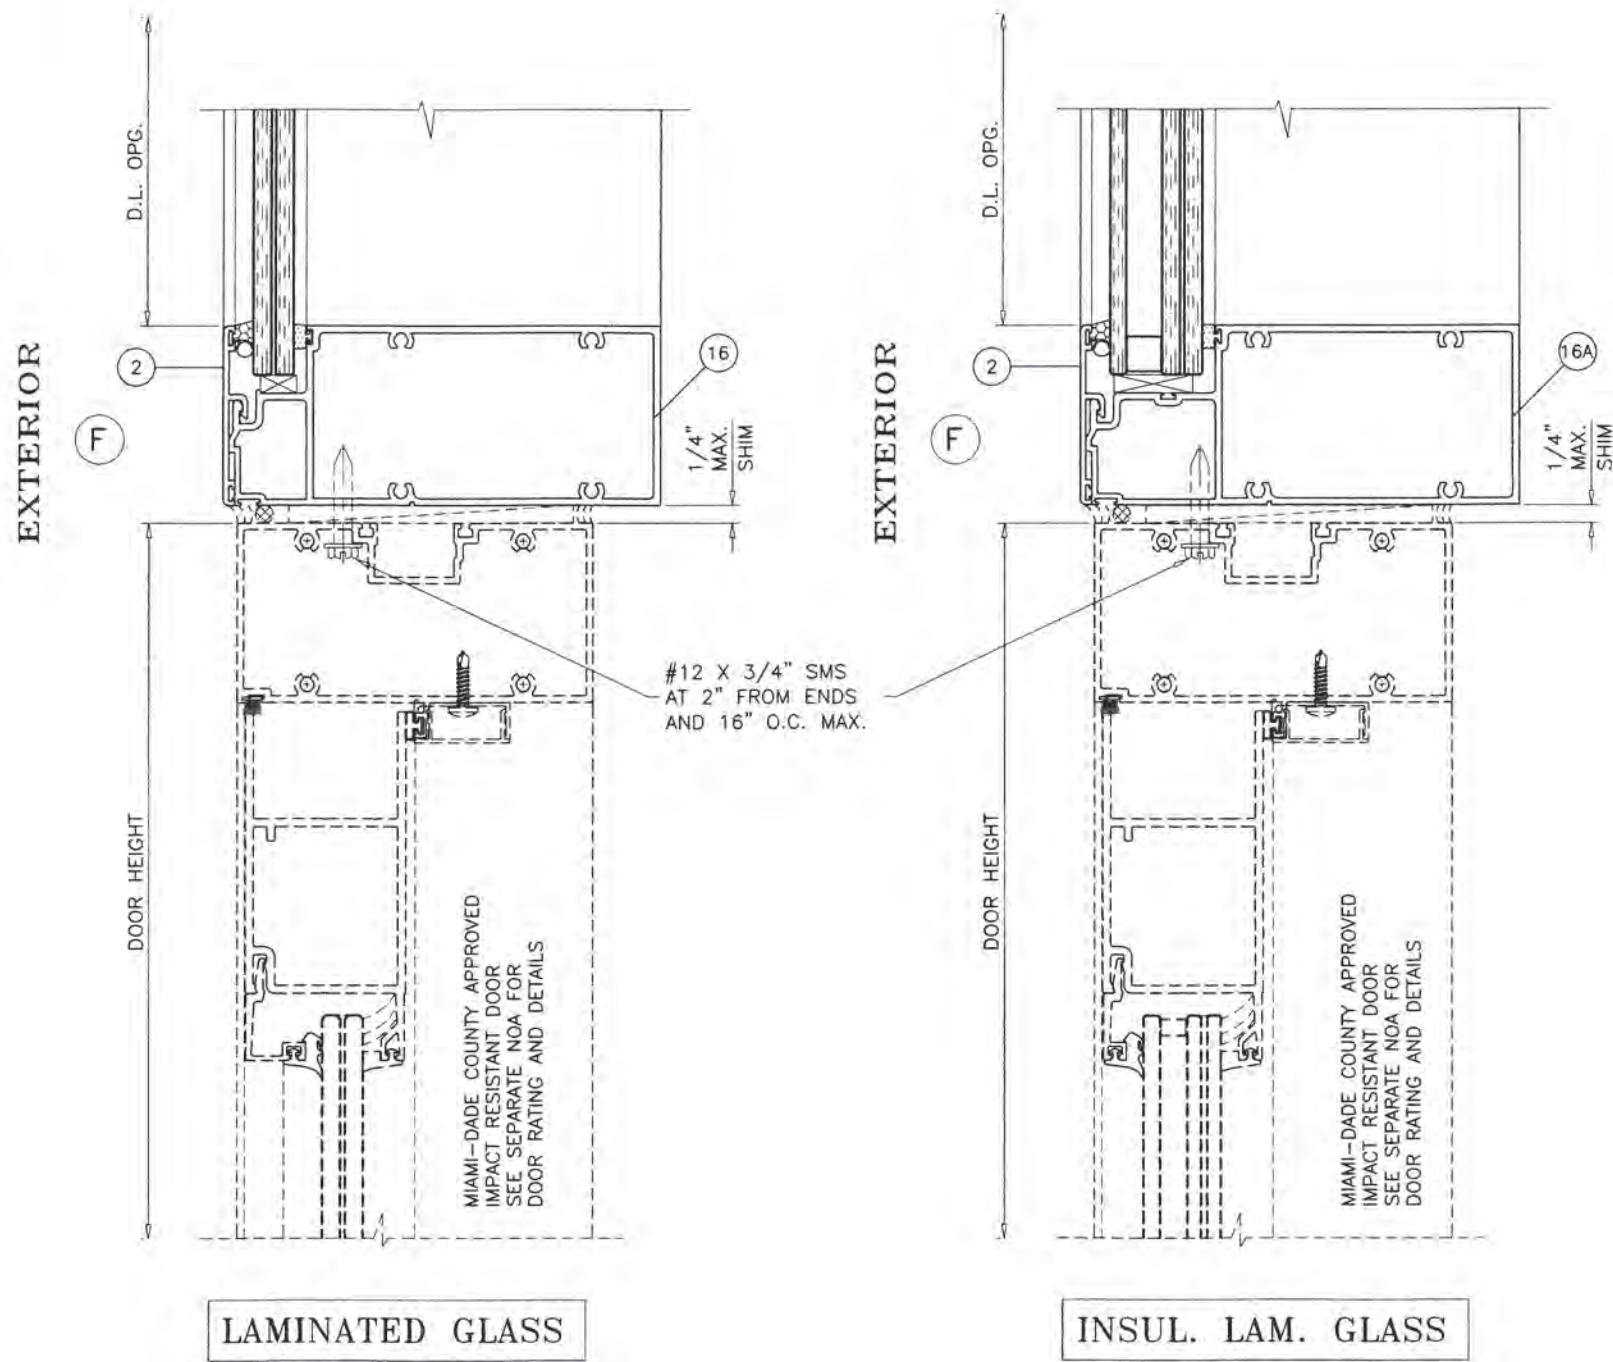 D.L. OPG.
EXTERIOR
2
F
16
1/4"
MAX.
SHIM
DOOR HEIGHT
#12 X 3/4" SMS
AT 2" FROM ENDS
AND 16" O.C. MAX.
MIAMI-DADE COUNTY APPROVED
IMPACT RESISTANT DOOR
SEE SEPARATE NOA FOR
DOOR RATING AND DETAILS
LAMINATED GLASS
D.L. OPG.
EXTERIOR
2
F
16A
1/4"
MAX.
SHIM
DOOR HEIGHT
MIAMI-DADE COUNTY APPROVED
IMPACT RESISTANT DOOR
SEE SEPARATE NOA FOR
DOOR RATING AND DETAILS
INSUL. LAM. GLASS